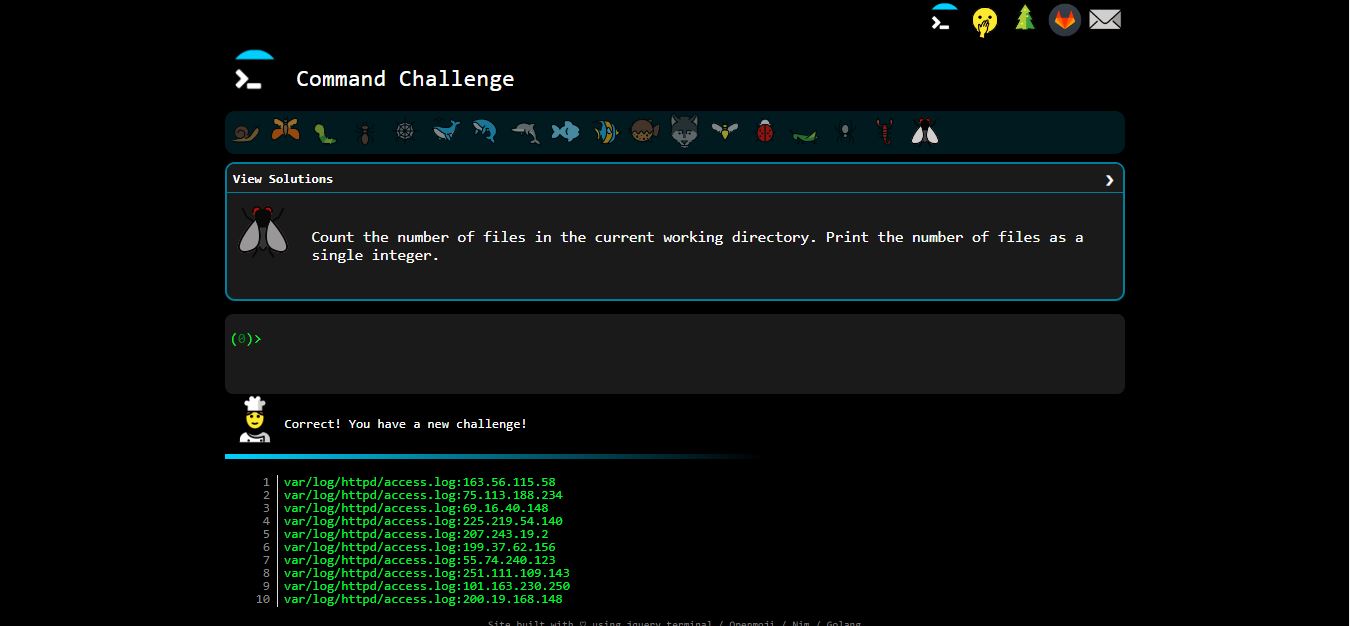 Command Challenge
View Solutions
Count the number of files in the current working directory. Print the number of files as a
single integer.
(0)>
Correct! You have a new challenge!
1 var/log/httpd/access.log:163.56.115.58
2 var/log/httpd/access.log:75.113.188.234
3 var/log/httpd/access.log:69.16.40.148
4 var/log/httpd/access.log:225.219.54.140
5 var/log/httpd/access.log:207.243.19.2
6 var/log/httpd/access.log:199.37.62.156
7 var/log/httpd/access.log:55.74.240.123
8 var/log/httpd/access.log:251.111.109.143
9 var/log/httpd/access.log:101.163.230.250
10 var/log/httpd/access.log:200.19.168.148
Site built with ♡ using jquery terminal / Openmoji / Nim / Golang